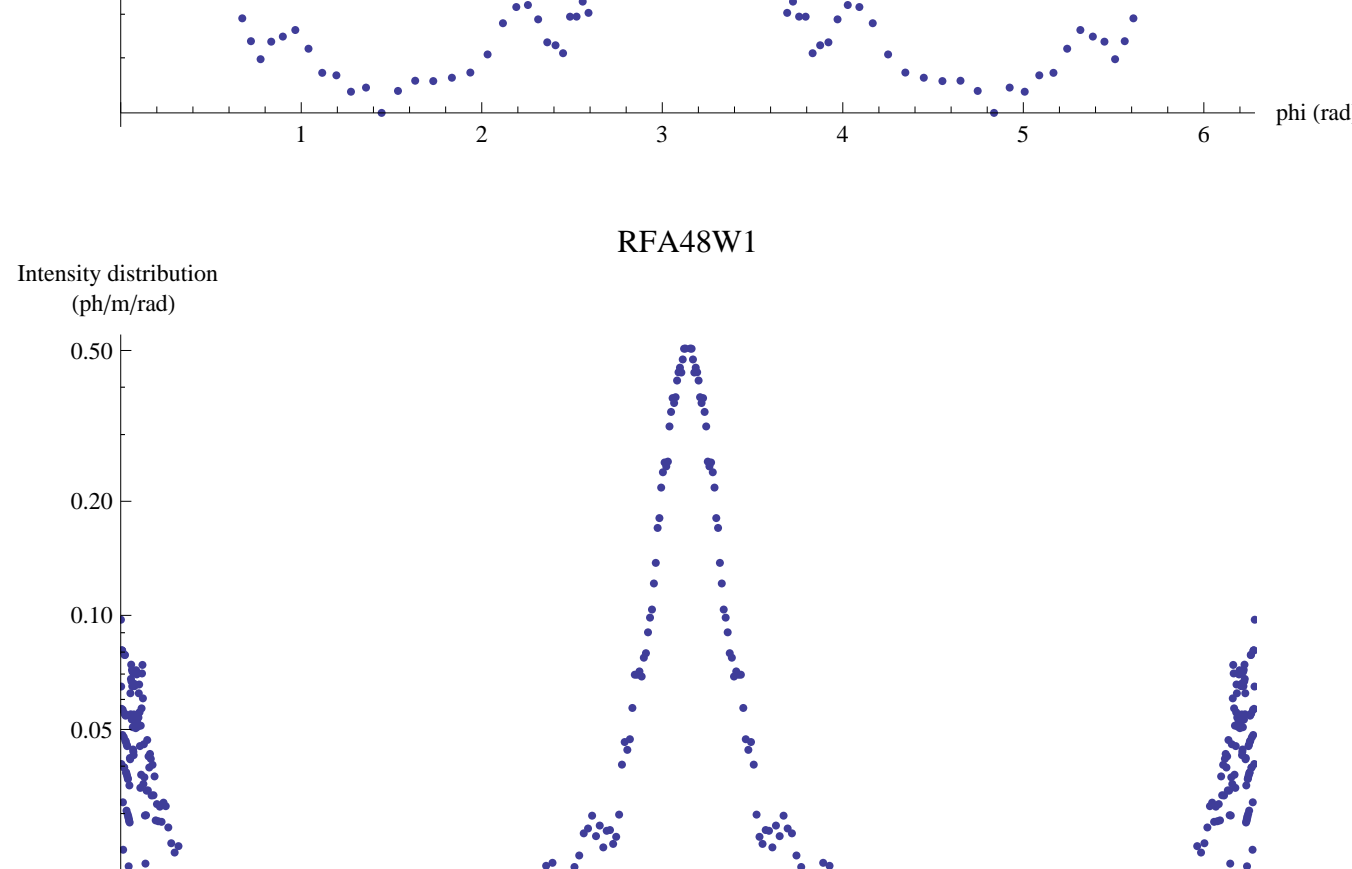 phi (rad
1 2 3 4 5 6
RFA48W1
Intensity distribution
(ph/m/rad)
0.50
0.20
0.10
0.05